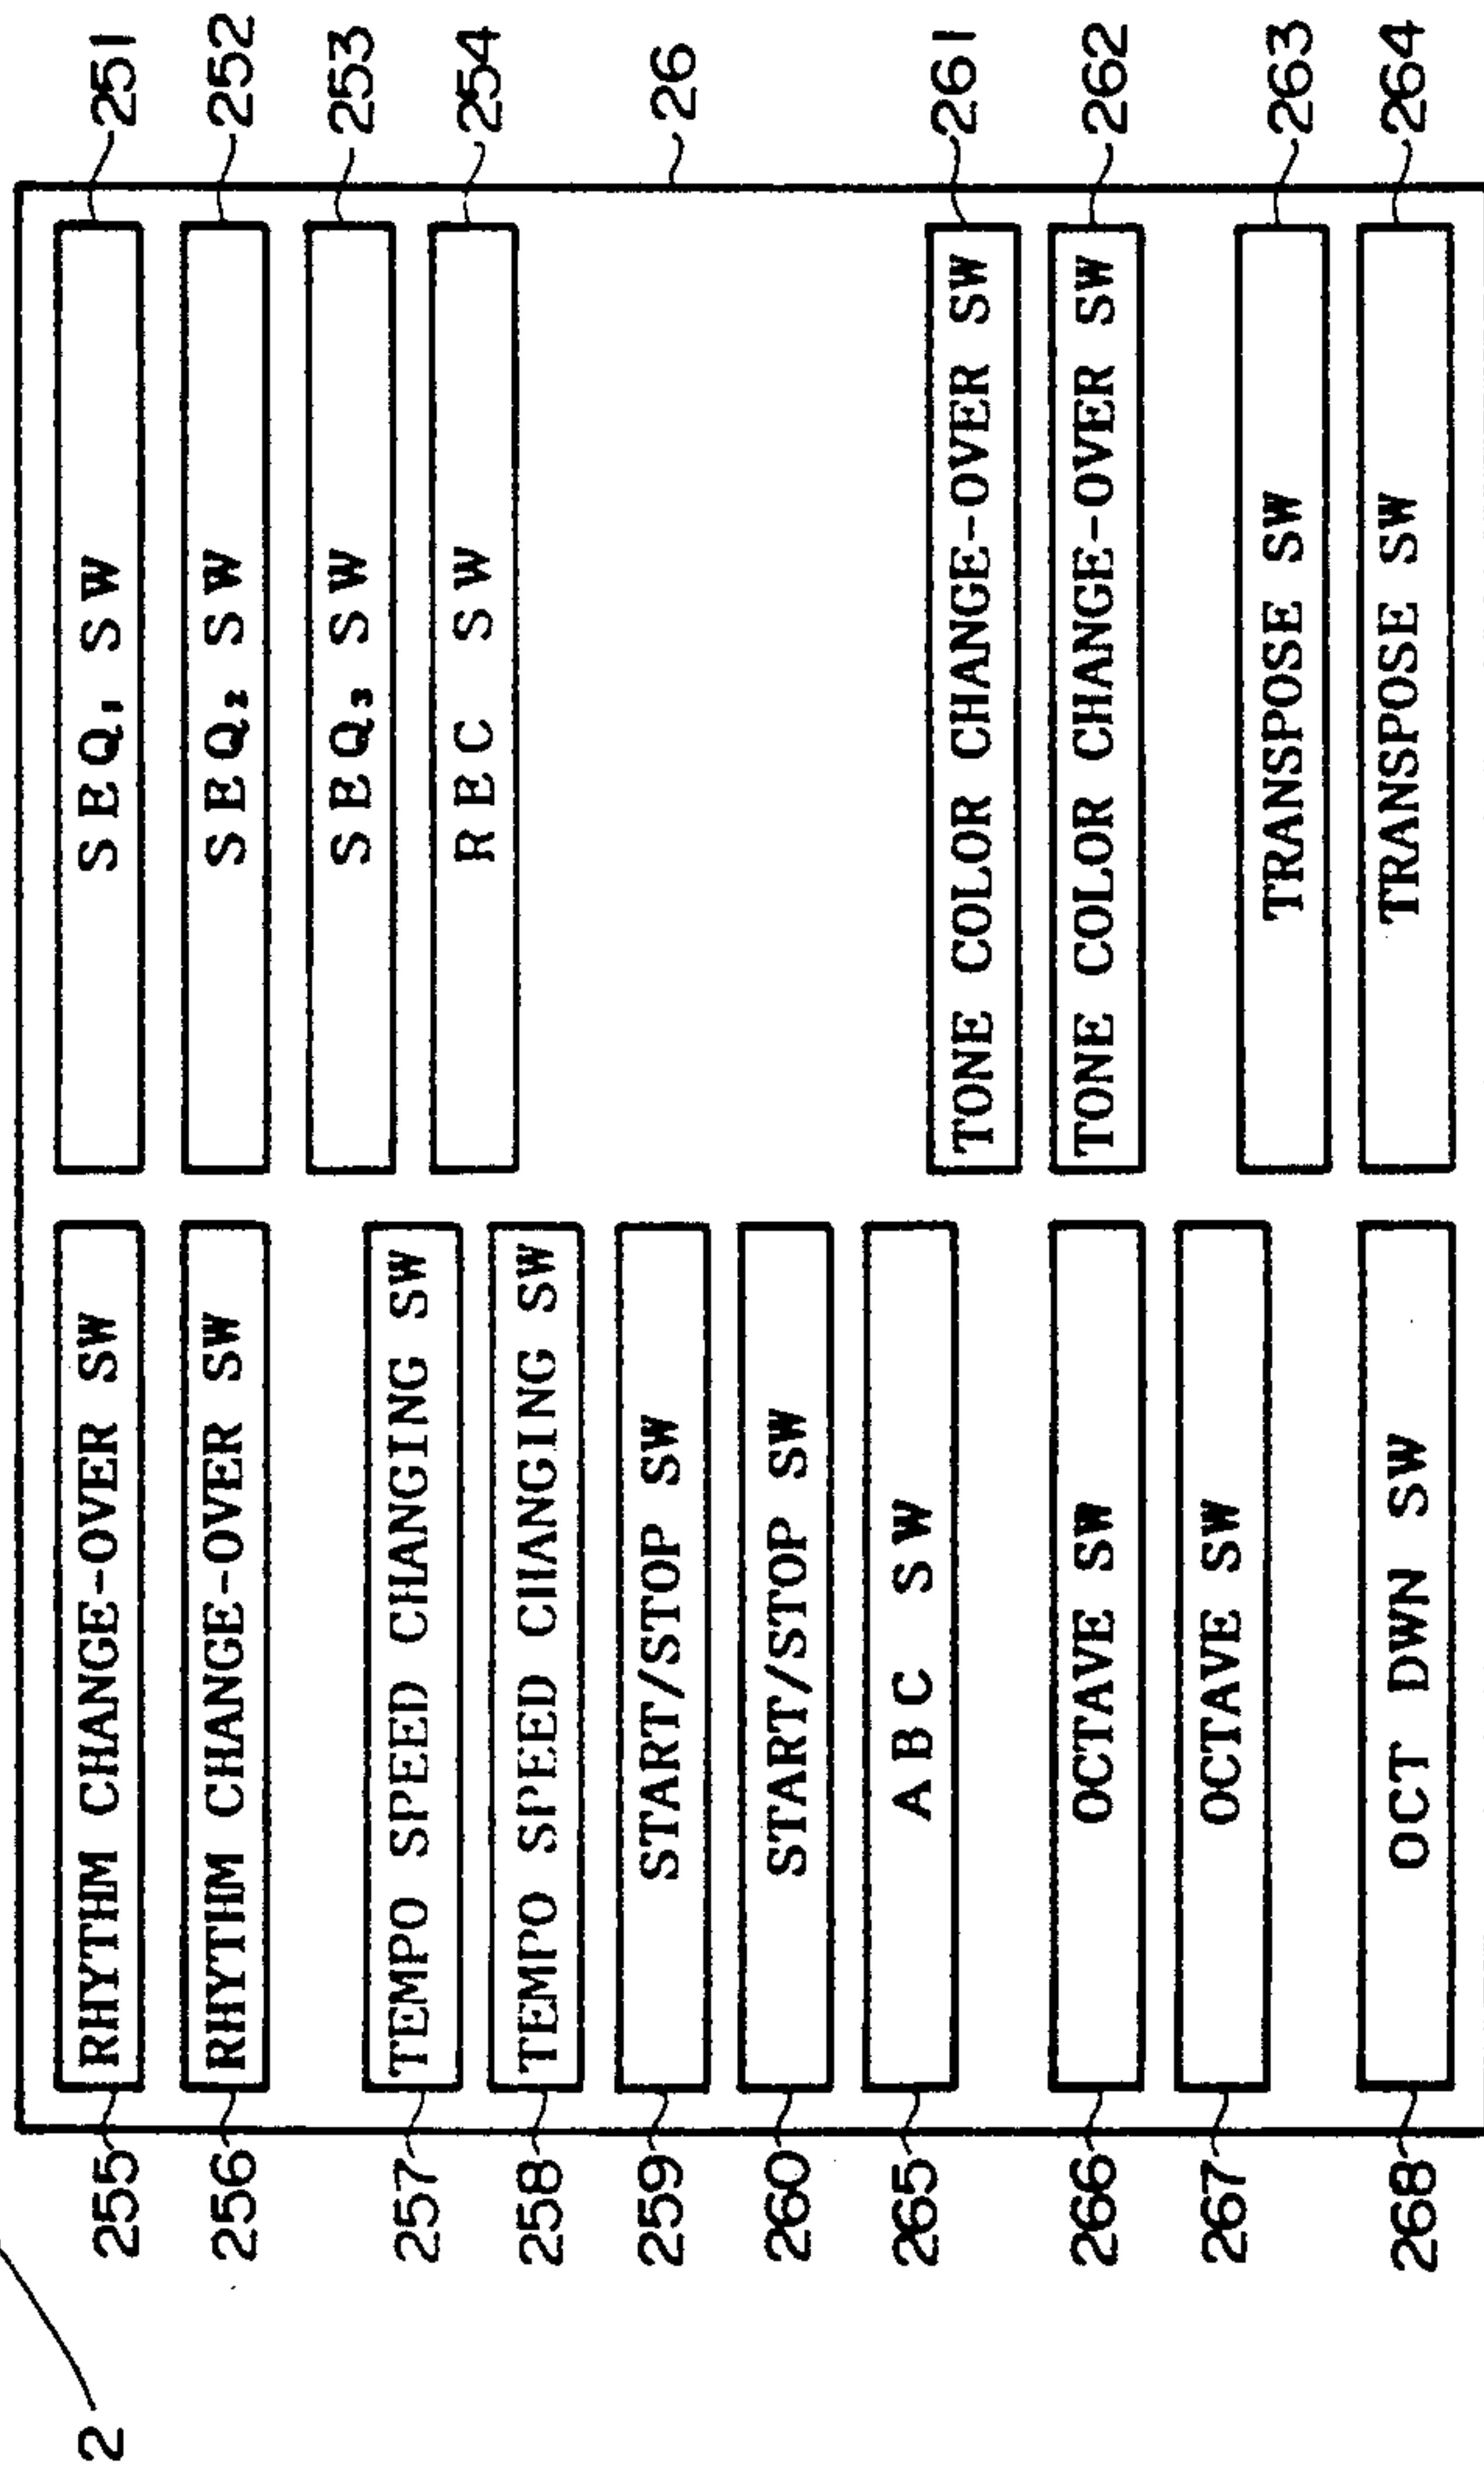 2
255 RHYTHM CHANGE-OVER SW SEQ₁ SW 251
256 RHYTHM CHANGE-OVER SW SEQ₂ SW 252
SEQ₃ SW 253
257 TEMPO SPEED CHANGING SW
REC SW 254
258 TEMPO SPEED CHANGING SW
259 START/STOP SW
26
260 START/STOP SW
265 ABC SW
TONE COLOR CHANGE-OVER SW 261
266 OCTAVE SW TONE COLOR CHANGE-OVER SW 262
267 OCTAVE SW
TRANSPOSE SW 263
268 OCT DWN SW TRANSPOSE SW 264